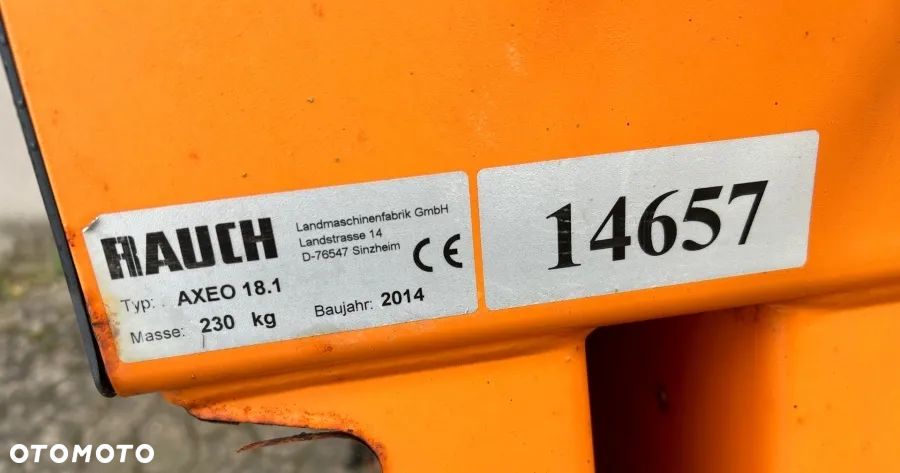 RAUCH
Landmaschinenfabrik GmbH
Landstrasse 14
D-76547 Sinzheim
CE
Typ: AXEO 18.1
Masse: 230 kg
Baujahr: 2014
14657
OTOMOTO